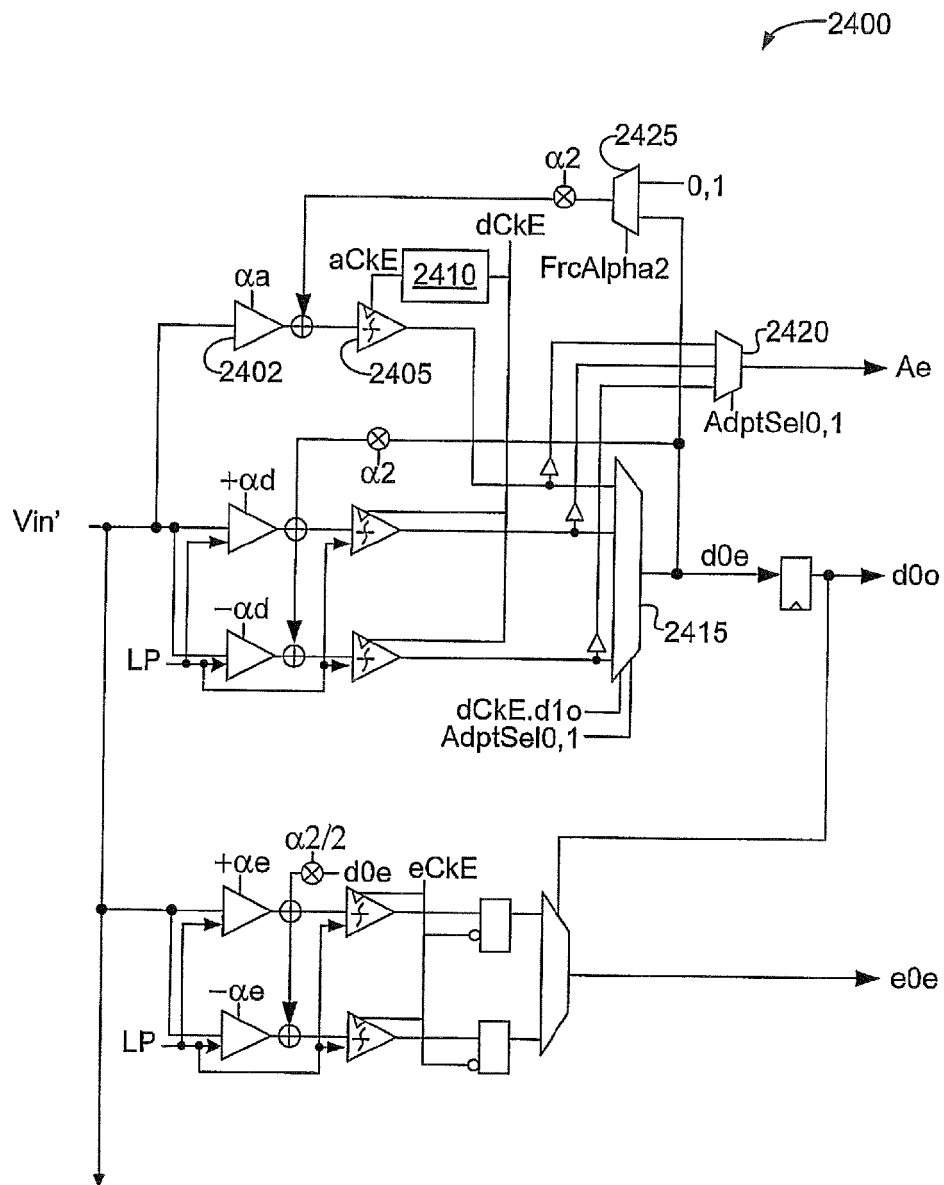 2400
2425
α2
0,1
dCkE
aCkE
2410
FrcAlpha2
αa
2420
2402
2405
Ae
AdptSel0,1
α2
+αd
Vin'
d0e
d0o
−αd
2415
LP
dCkE.d1o
AdptSel0,1
α2/2
+αe
d0e
eCkE
e0e
−αe
LP